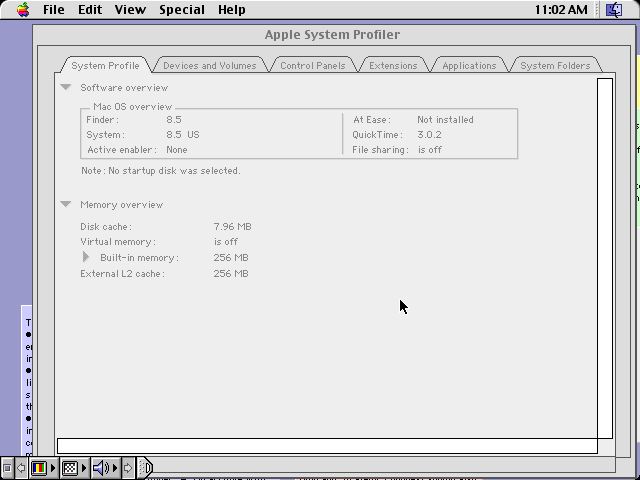 File Edit View Special Help 11:02 AM
Apple System Profiler
System Profile Devices and Volumes Control Panels Extensions Applications System Folders
Software overview
Mac OS overview
Finder: 8.5 At Ease: Not installed
System: 8.5 US QuickTime: 3.0.2
Active enabler: None File sharing: is off
Note: No startup disk was selected.
Memory overview
Disk cache: 7.96 MB
Virtual memory: is off
Built-in memory: 256 MB
External L2 cache: 256 MB